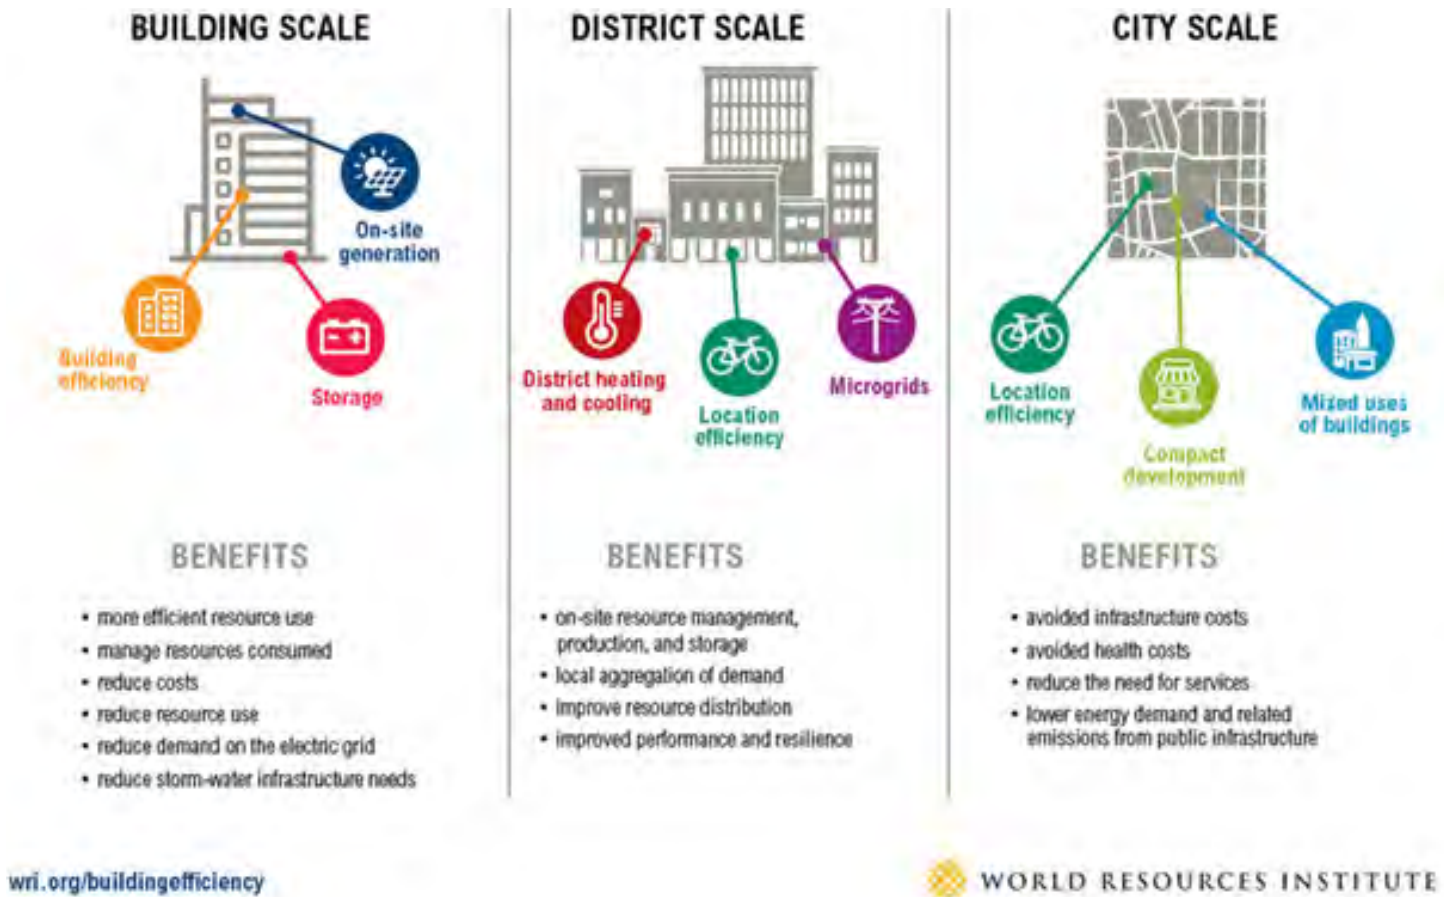 BUILDING SCALE
On-site
generation
Building
efficiency
Storage
BENEFITS
• more efficient resource use
• manage resources consumed
• reduce costs
• reduce resource use
• reduce demand on the electric grid
• reduce storm-water infrastructure needs
DISTRICT SCALE
District heating
and cooling
Location
efficiency
Microgrids
BENEFITS
• on-site resource management,
production, and storage
• local aggregation of demand
• improve resource distribution
• improved performance and resilience
CITY SCALE
Location
efficiency
Compact
development
Mized uses
of buildings
BENEFITS
• avoided infrastructure costs
• avoided health costs
• reduce the need for services
• lower energy demand and related
emissions from public infrastructure
wri.org/buildingefficiency
WORLD RESOURCES INSTITUTE